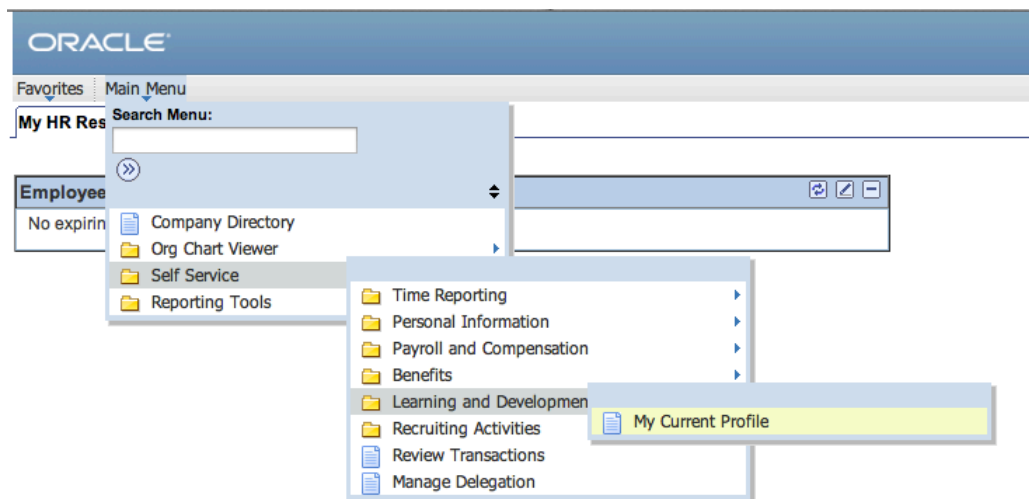 ORACLE
Favorites Main Menu
My HR Res
Search Menu:
Employee
No expirin
Company Directory
Org Chart Viewer
Self Service
Reporting Tools
Time Reporting
Personal Information
Payroll and Compensation
Benefits
Learning and Developmen
Recruiting Activities
Review Transactions
Manage Delegation
My Current Profile